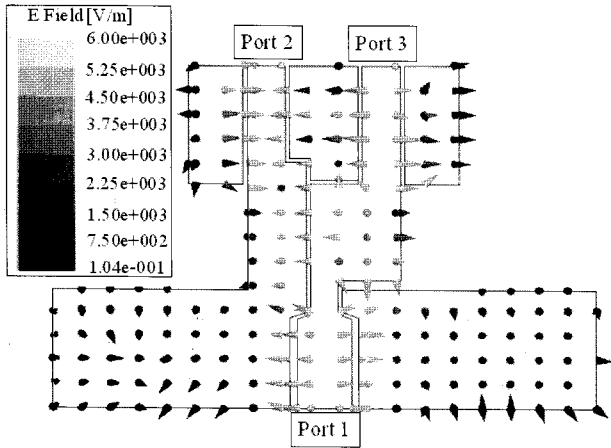 E Field[V/m]
6.00e+003
5.25e+003
4.50e+003
3.75e+003
3.00e+003
2.25e+003
1.50e+003
7.50e+002
1.04e-001
Port 2
Port 3
Port 1